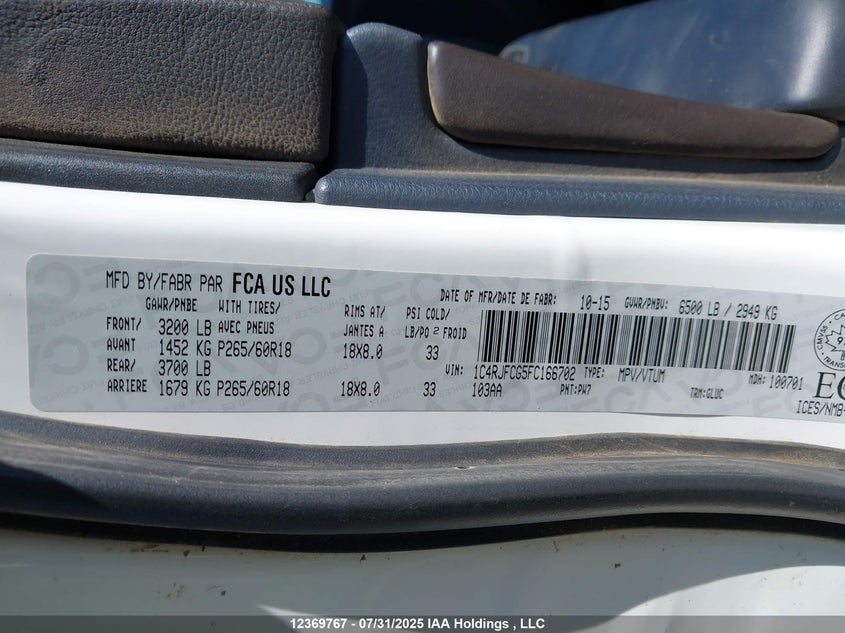 MFD BY/FABR PAR FCA US LLC
DATE OF MFR/DATE DE FABR: 10-15 GVWR/PNBV: 6500 LB / 2949 KG
GAWR/PNBE WITH TIRES/ RIMS AT/ PSI COLD/
FRONT/ 3200 LB AVEC PNEUS JANTES A LB/PO 2 FROID
AVANT 1452 KG P265/60R18 18X8.0 33
REAR/ 3700 LB
ARRIERE 1679 KG P265/60R18 18X8.0 33
VIN: 1C4RJFCG5FC166702 TYPE: MPV/VTUM MDH: 100701
103AA PNT:PW7 TRM:GLUC
ICES/NMB-
12369767 - 07/31/2025 IAA Holdings , LLC